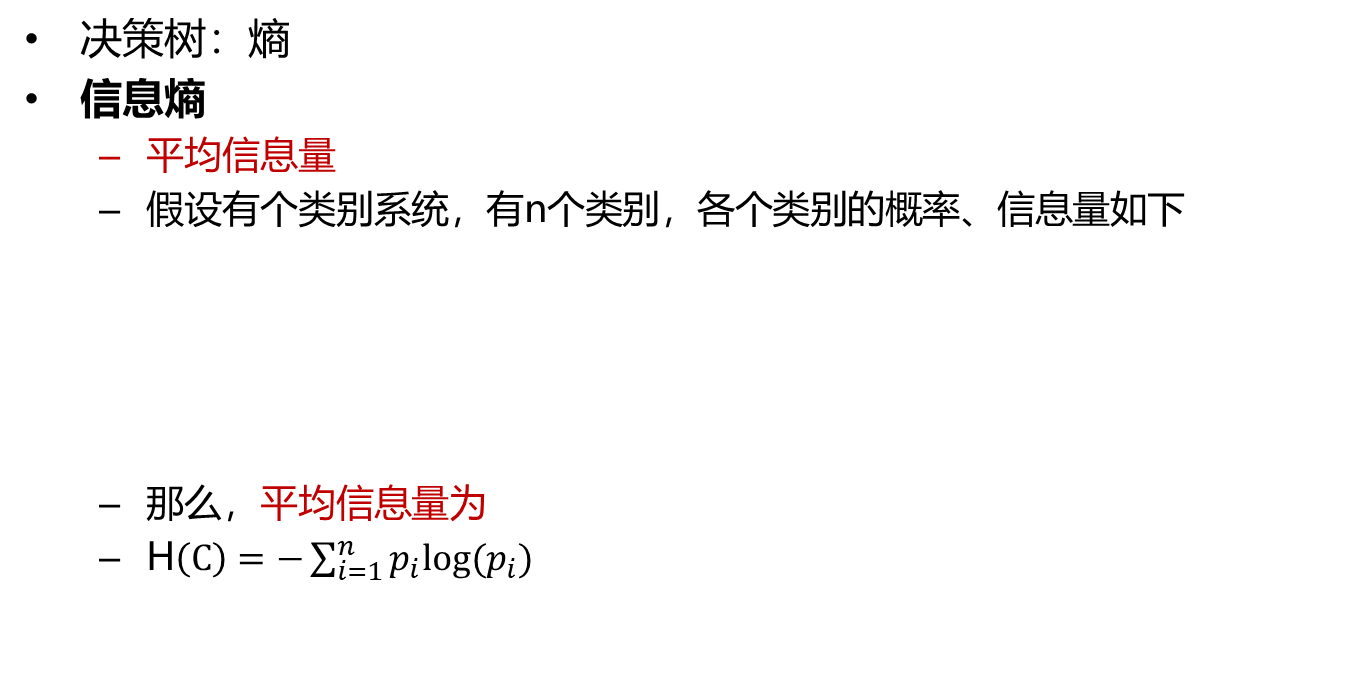 • 决策树：熵
• 信息熵
– 平均信息量
– 假设有个类别系统，有n个类别，各个类别的概率、信息量如下
– 那么，平均信息量为
– H(C) = − ∑ⁿᵢ₌₁ pᵢlog(pᵢ)